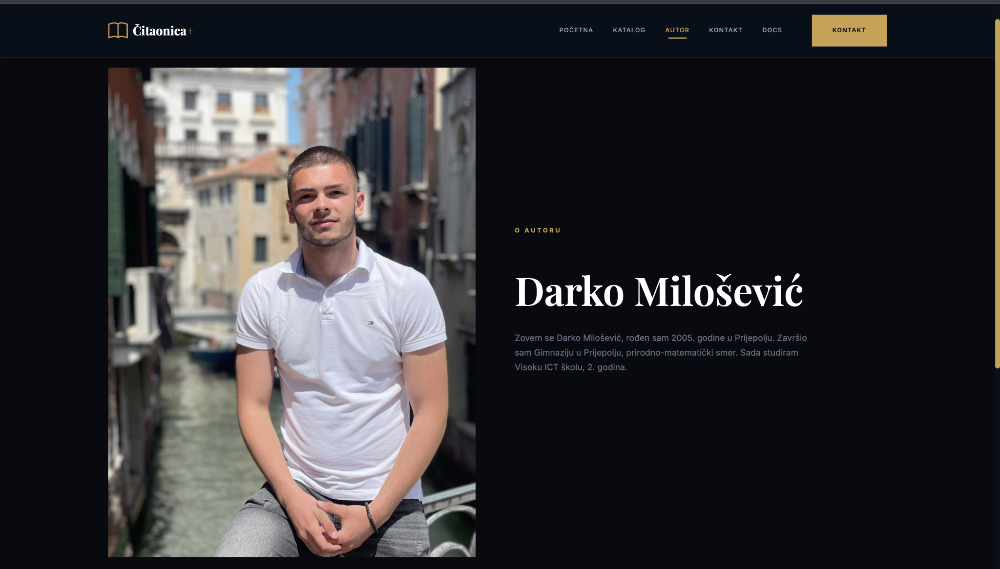 Čitaonica+
POČETNA
KATALOG
AUTOR
KONTAKT
DOCS
KONTAKT
O AUTORU
Darko Milošević
Zovem se Darko Milošević, rođen sam 2005. godine u Prijepolju. Završio
sam Gimnaziju u Prijepolju, prirodno-matematički smer. Sada studiram
Visoku ICT školu, 2. godina.